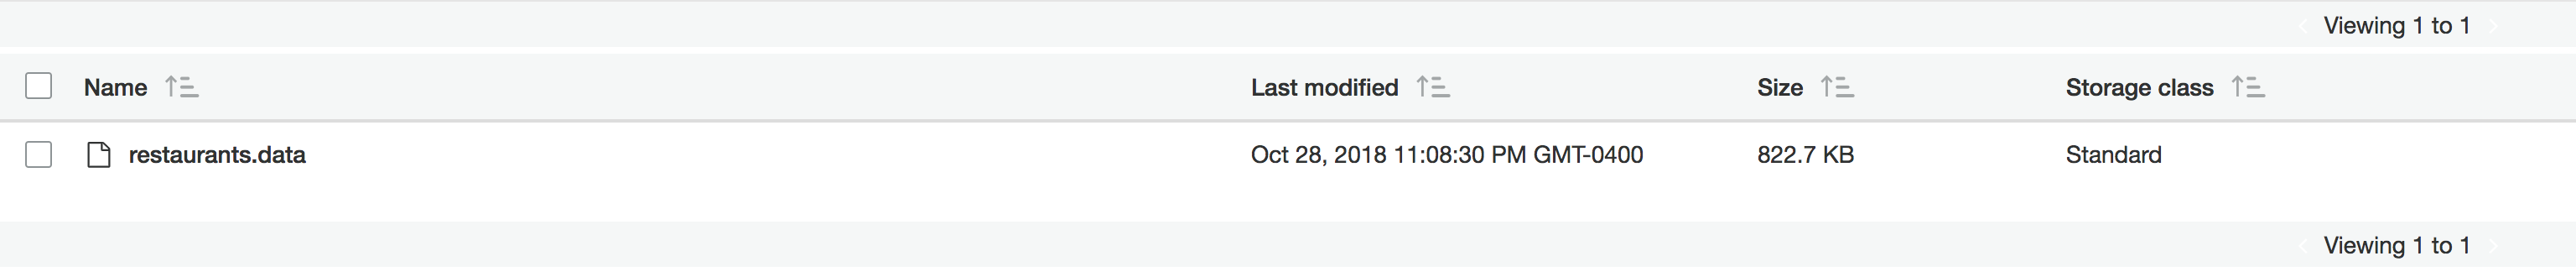 Viewing 1 to 1
Name Last modified Size Storage class
restaurants.data Oct 28, 2018 11:08:30 PM GMT-0400 822.7 KB Standard
Viewing 1 to 1